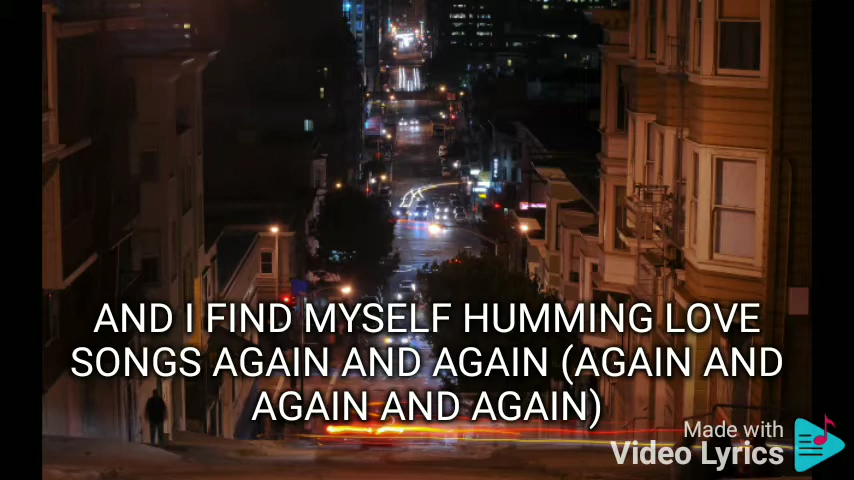 AND I FIND MYSELF HUMMING LOVE
SONGS AGAIN AND AGAIN (AGAIN AND
AGAIN AND AGAIN)
Made with
Video Lyrics